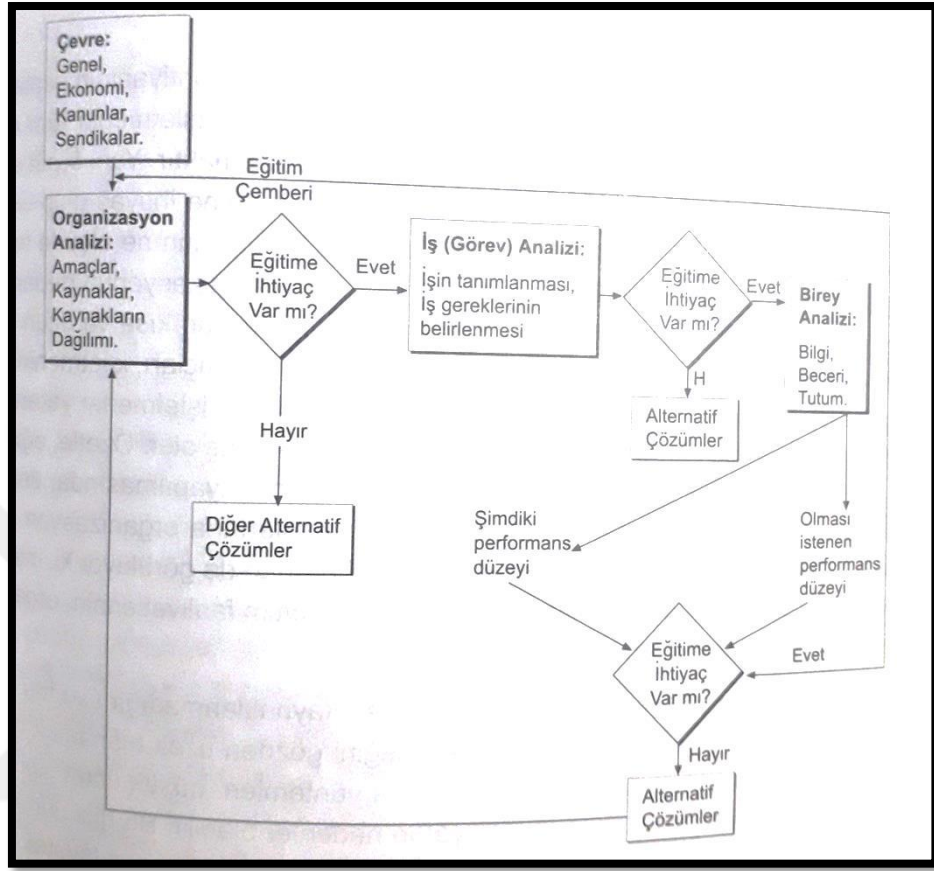 Çevre:
Genel,
Ekonomi,
Kanunlar,
Sendikalar.
Eğitim
Çemberi
Organizasyon
Analizi:
Amaçlar,
Kaynaklar,
Kaynakların
Dağılımı.
Eğitime
İhtiyaç
Var mı?
Evet
İş (Görev) Analizi:
İşin tanımlanması,
İş gereklerinin
belirlenmesi
Eğitime
İhtiyaç
Var mı?
Evet
Birey
Analizi:
Bilgi,
Beceri,
Tutum.
H
Alternatif
Çözümler
Hayır
Diğer Alternatif
Çözümler
Şimdiki
performans
düzeyi
Olması
istenen
performans
düzeyi
Eğitime
İhtiyaç
Var mı?
Evet
Hayır
Alternatif
Çözümler